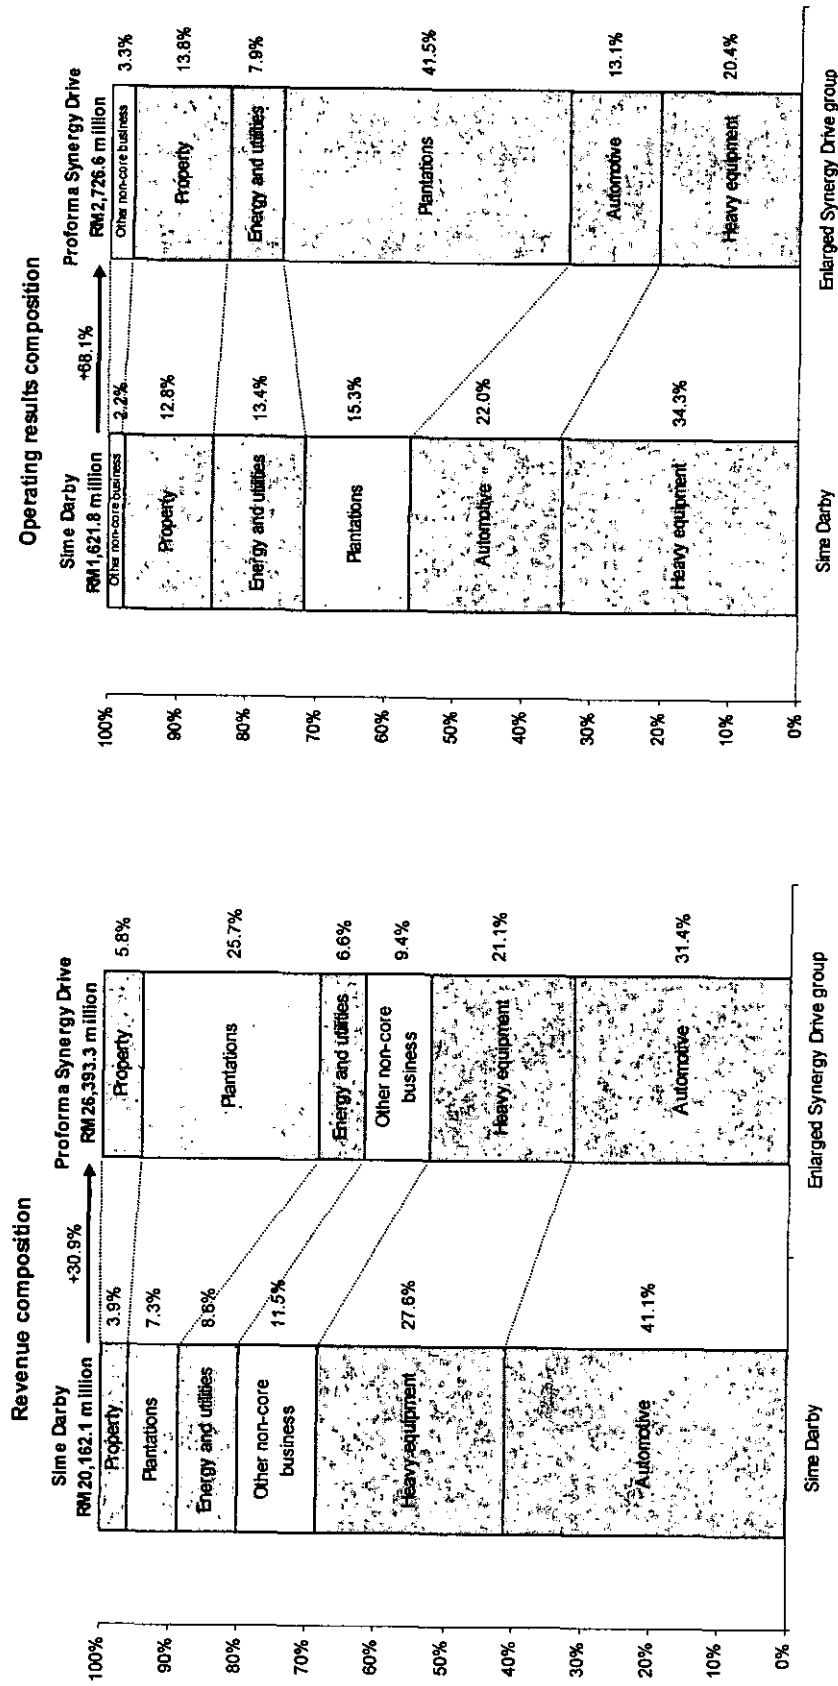 Revenue composition
Sime Darby
RM20,162.1 million
+30.9%
Proforma Synergy Drive
RM26,393.3 million
100%
90%
80%
70%
60%
50%
40%
30%
20%
10%
0%
Property
Plantations
Energy and utilities
Other non-core
business
Heavy equipment
Automotive
3.9%
7.3%
8.6%
11.5%
27.6%
41.1%
Property
Plantations
Energy and utilities
Other non-core
business
Heavy equipment
Automotive
5.8%
25.7%
6.6%
9.4%
21.1%
31.4%
Sime Darby
Enlarged Synergy Drive group
Operating results composition
Sime Darby
RM1,621.8 million
+68.1%
Proforma Synergy Drive
RM2,726.6 million
100%
90%
80%
70%
60%
50%
40%
30%
20%
10%
0%
Other non-core business
Property
Energy and utilities
Plantations
Automotive
Heavy equipment
2.2%
12.8%
13.4%
15.3%
22.0%
34.3%
Other non-core business
Property
Energy and utilities
Plantations
Automotive
Heavy equipment
3.3%
13.8%
7.9%
41.5%
13.1%
20.4%
Sime Darby
Enlarged Synergy Drive group